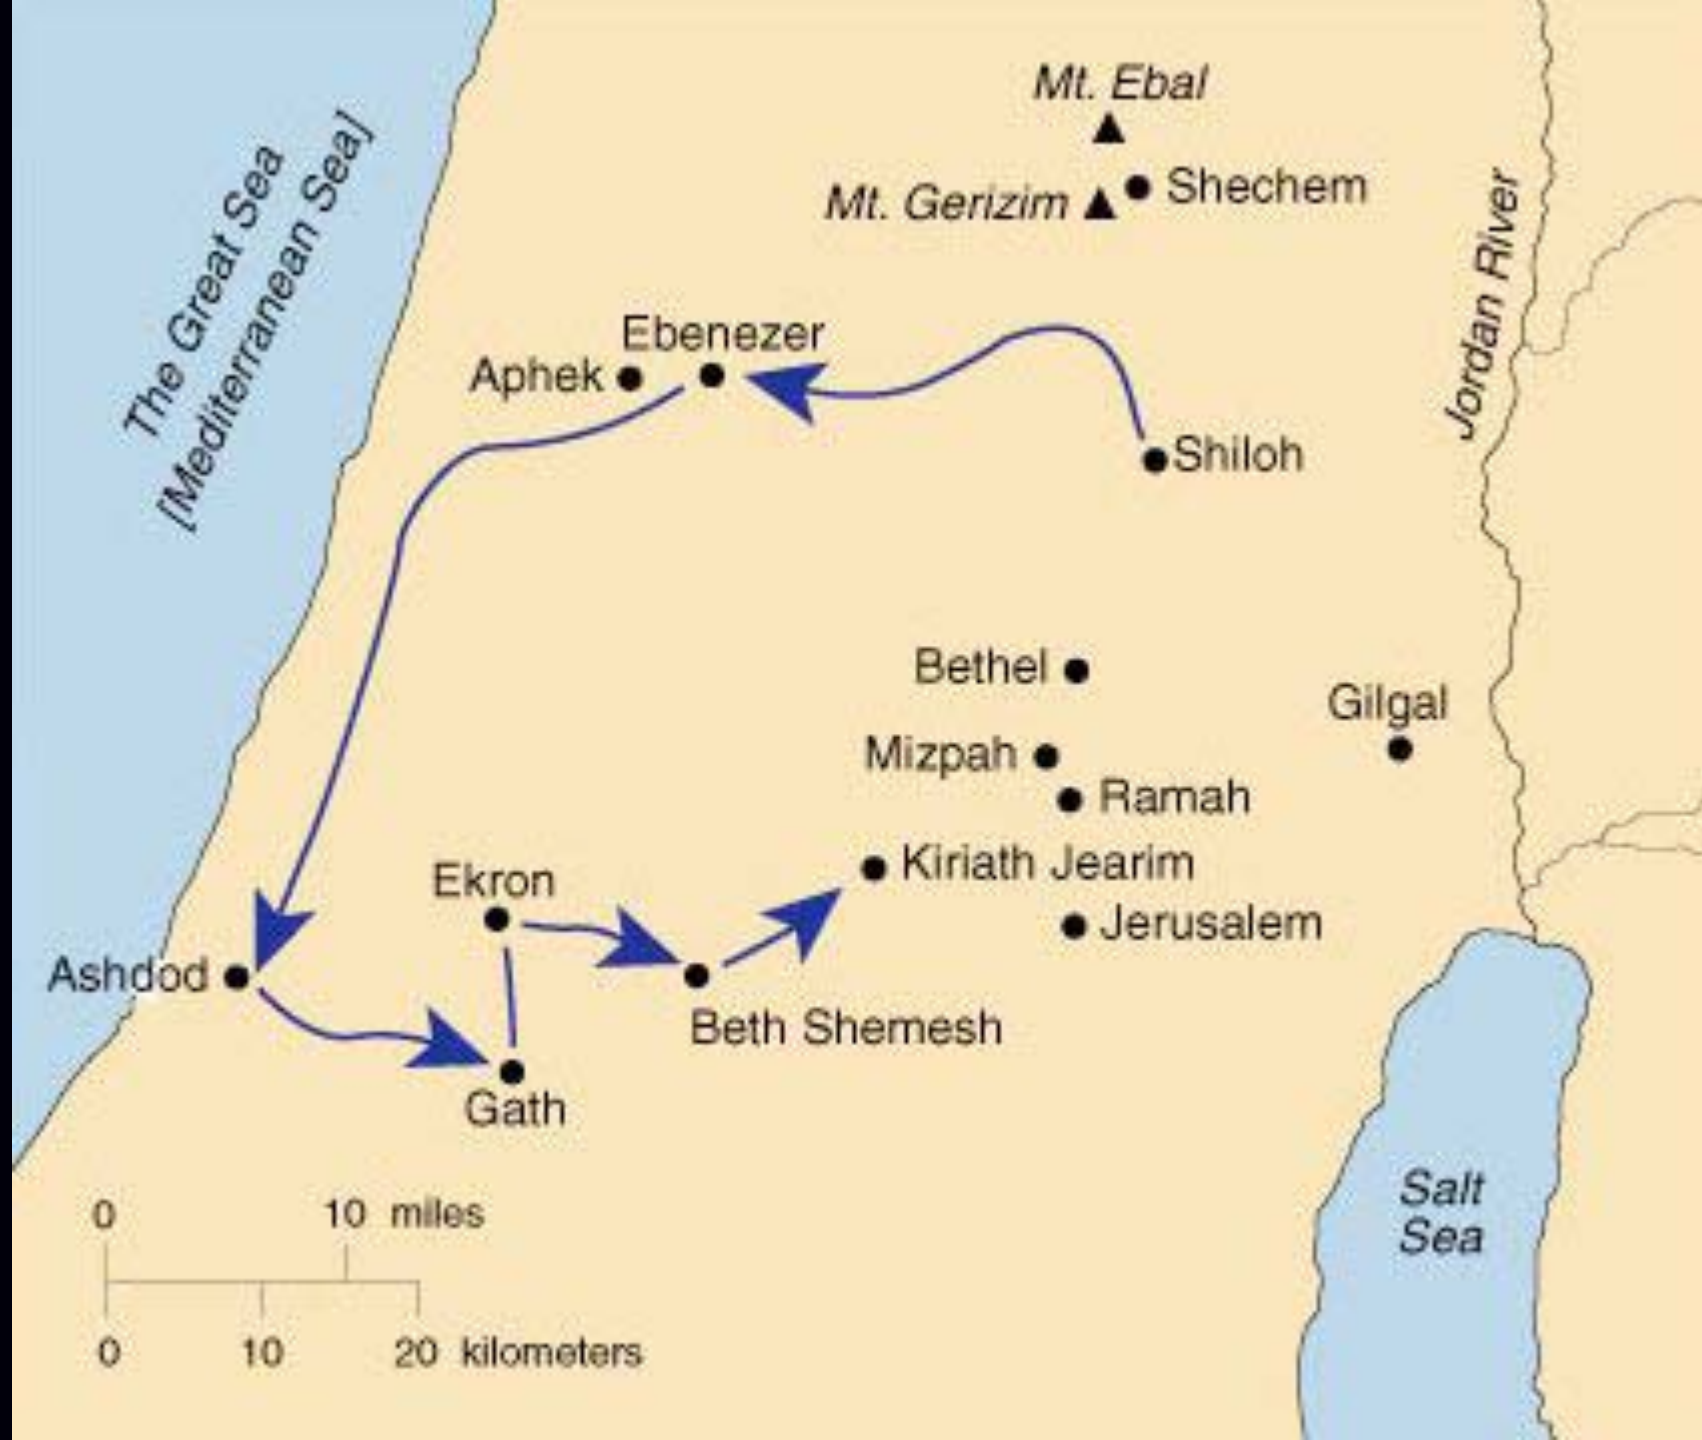 Mt. Ebal
Shechem
Mt. Gerizim
The Great Sea
[Mediterranean Sea]
Jordan River
Ebenezer
Aphek
Shiloh
Bethel
Gilgal
Mizpah
Ramah
Kiriath Jearim
Ekron
Jerusalem
Ashdod
Beth Shemesh
Gath
Salt
Sea
0 10 miles
0 10 20 kilometers